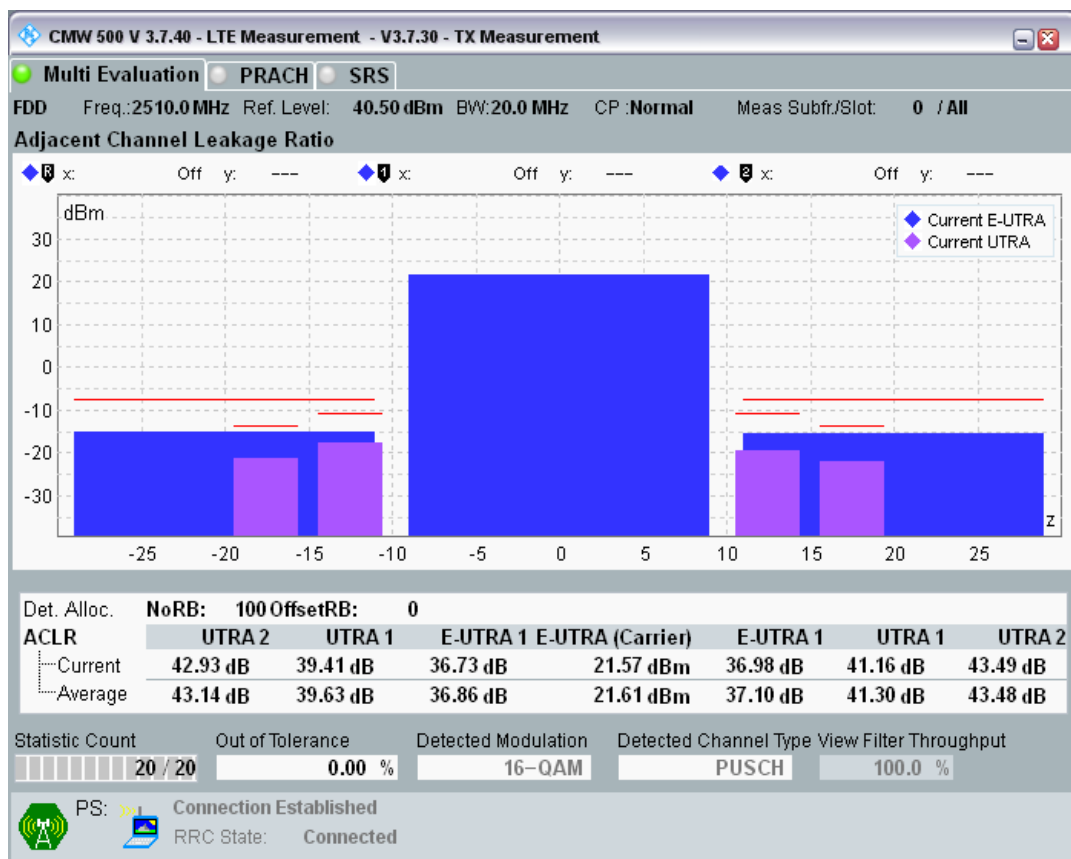 CMW 500 V 3.7.40 - LTE Measurement - V3.7.30 - TX Measurement
Multi Evaluation PRACH SRS
FDD Freq.:2510.0 MHz Ref. Level: 40.50 dBm BW:20.0 MHz CP :Normal Meas Subfr./Slot: 0 / All
Adjacent Channel Leakage Ratio
R x: Off y: --- 1 x: Off y: --- 2 x: Off y: ---
dBm
Current E-UTRA
Current UTRA
30
20
10
0
-10
-20
-30
z
-25 -20 -15 -10 -5 0 5 10 15 20 25
Det. Alloc. NoRB: 100 OffsetRB: 0
ACLR UTRA 2 UTRA 1 E-UTRA 1 E-UTRA (Carrier) E-UTRA 1 UTRA 1 UTRA 2
Current 42.93 dB 39.41 dB 36.73 dB 21.57 dBm 36.98 dB 41.16 dB 43.49 dB
Average 43.14 dB 39.63 dB 36.86 dB 21.61 dBm 37.10 dB 41.30 dB 43.48 dB
Statistic Count Out of Tolerance Detected Modulation Detected Channel Type View Filter Throughput
20 / 20 0.00 % 16-QAM PUSCH 100.0 %
PS: Connection Established
RRC State: Connected